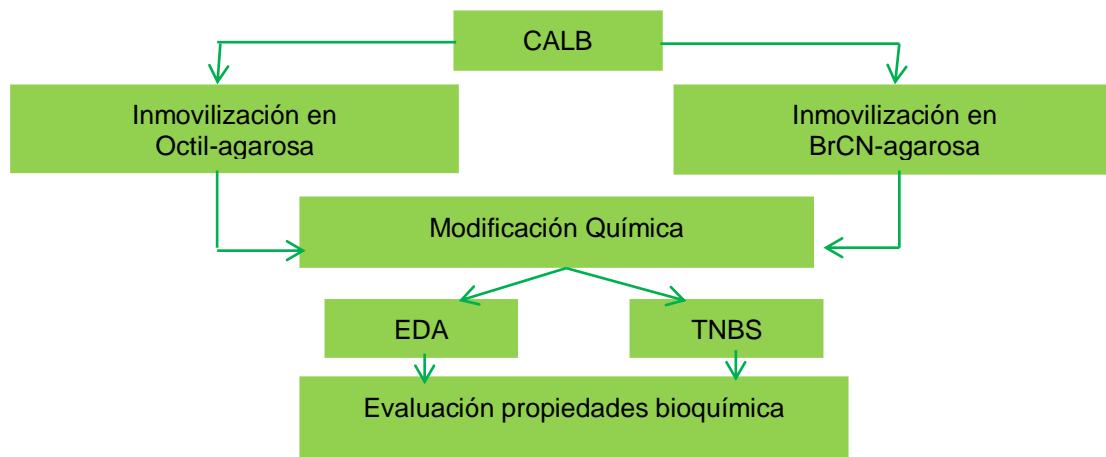 CALB
Inmovilización en
Octil-agarosa
Inmovilización en
BrCN-agarosa
Modificación Química
EDA
TNBS
Evaluación propiedades bioquímica